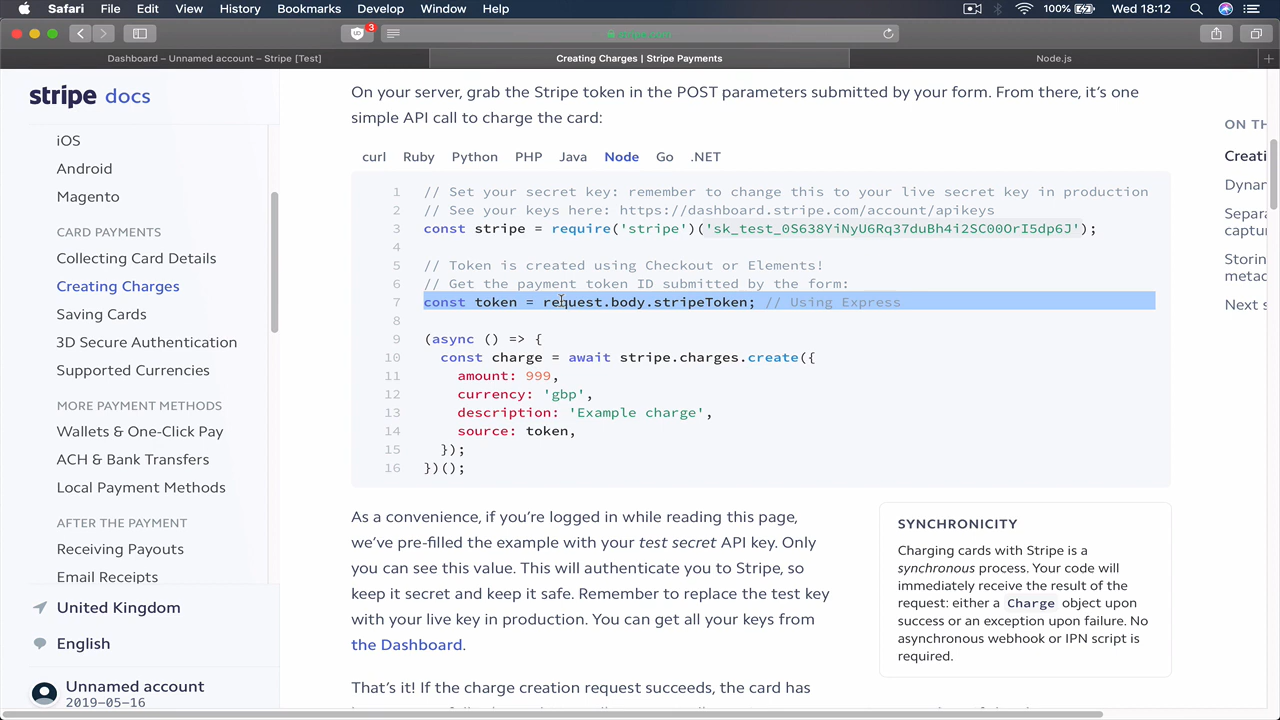 Safari File Edit View History Bookmarks Develop Window Help 100% Wed 18:12
3 stripe.com
Dashboard – Unnamed account – Stripe [Test] Creating Charges | Stripe Payments Node.js
stripe docs
iOS
Android
Magento
CARD PAYMENTS
Collecting Card Details
Creating Charges
Saving Cards
3D Secure Authentication
Supported Currencies
MORE PAYMENT METHODS
Wallets & One-Click Pay
ACH & Bank Transfers
Local Payment Methods
AFTER THE PAYMENT
Receiving Payouts
Email Receipts
United Kingdom
English
Unnamed account
2019-05-16
On your server, grab the Stripe token in the POST parameters submitted by your form. From there, it’s one
simple API call to charge the card:
curl Ruby Python PHP Java Node Go .NET
1 // Set your secret key: remember to change this to your live secret key in production
2 // See your keys here: https://dashboard.stripe.com/account/apikeys
3 const stripe = require('stripe')('sk_test_0S638YiNyU6Rq37duBh4i2SC00OrI5dp6J');
4
5 // Token is created using Checkout or Elements!
6 // Get the payment token ID submitted by the form:
7 const token = request.body.stripeToken; // Using Express
8
9 (async () => {
10 const charge = await stripe.charges.create({
11 amount: 999,
12 currency: 'gbp',
13 description: 'Example charge',
14 source: token,
15 });
16 })();
As a convenience, if you’re logged in while reading this page,
we’ve pre-filled the example with your test secret API key. Only
you can see this value. This will authenticate you to Stripe, so
keep it secret and keep it safe. Remember to replace the test key
with your live key in production. You can get all your keys from
the Dashboard.
That’s it! If the charge creation request succeeds, the card has
SYNCHRONICITY
Charging cards with Stripe is a
synchronous process. Your code will
immediately receive the result of the
request: either a Charge object upon
success or an exception upon failure. No
asynchronous webhook or IPN script is
required.
ON TH
Creati
Dynar
Separ
captur
Storin
metac
Next s